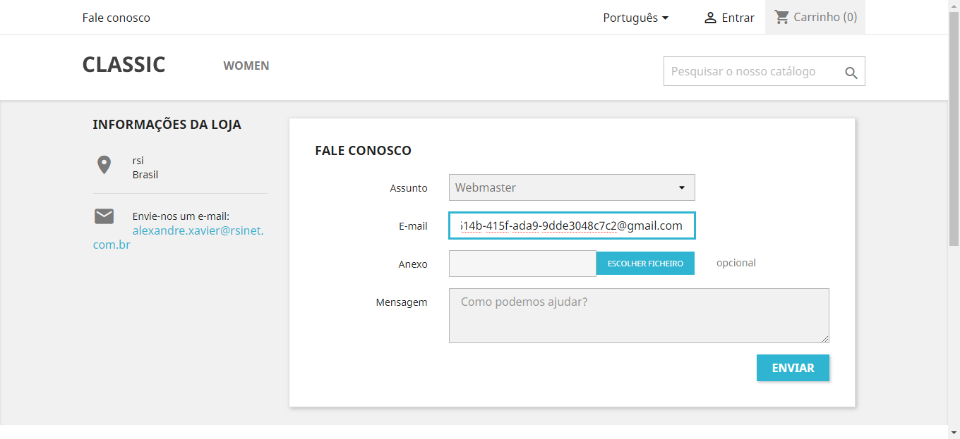 Fale conosco
Português
Entrar
Carrinho (0)
CLASSIC
WOMEN
Pesquisar o nosso catálogo
INFORMAÇÕES DA LOJA
rsi
Brasil
Envie-nos um e-mail:
alexandre.xavier@rsinet.
com.br
FALE CONOSCO
Assunto
Webmaster
E-mail
14b-415f-ada9-9dde3048c7c2@gmail.com
Anexo
ESCOLHER FICHEIRO
opcional
Mensagem
Como podemos ajudar?
ENVIAR